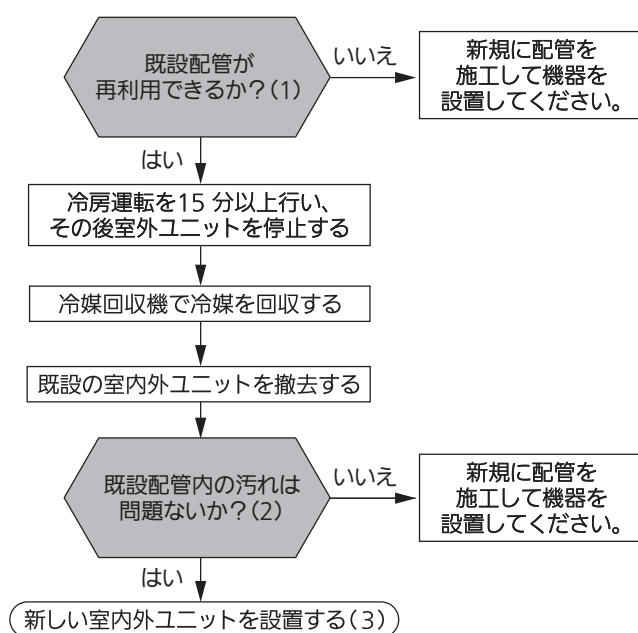 既設配管が
再利用できるか？(1)
いいえ
新規に配管を
施工して機器を
設置してください。
はい
冷房運転を15 分以上行い、
その後室外ユニットを停止する
冷媒回収機で冷媒を回収する
既設の室内外ユニットを撤去する
既設配管内の汚れは
問題ないか？(2)
いいえ
新規に配管を
施工して機器を
設置してください。
はい
新しい室内外ユニットを設置する(3)